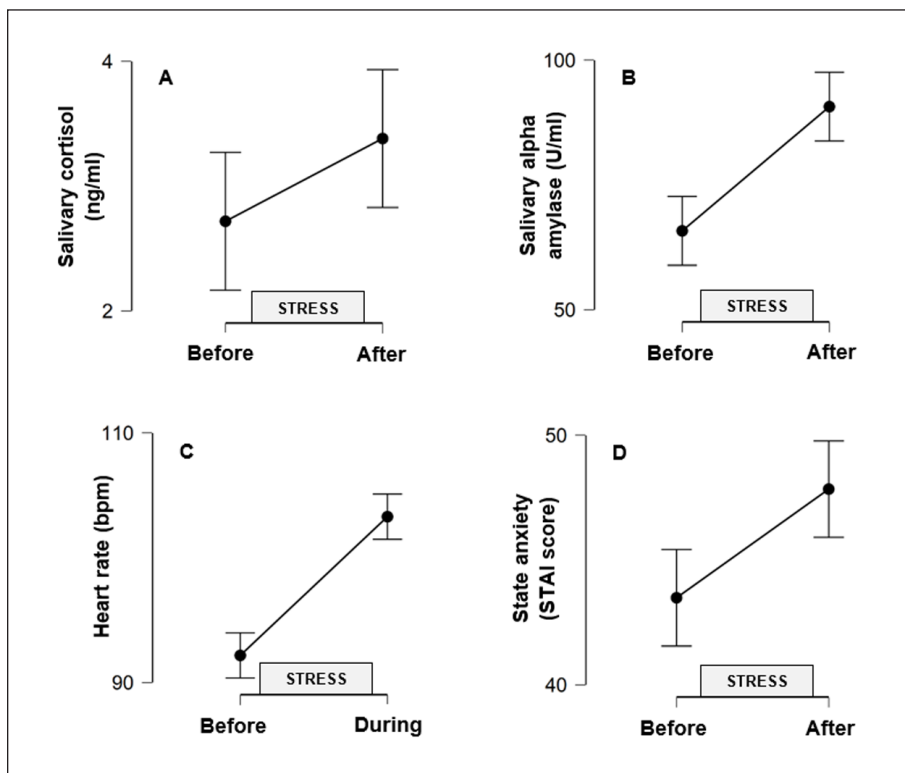 4
A
Salivary cortisol
(ng/ml)
2
STRESS
Before
After
100
B
Salivary alpha
amylase (U/ml)
50
STRESS
Before
After
110
C
Heart rate (bpm)
90
STRESS
Before
During
50
D
State anxiety
(STAI score)
40
STRESS
Before
After